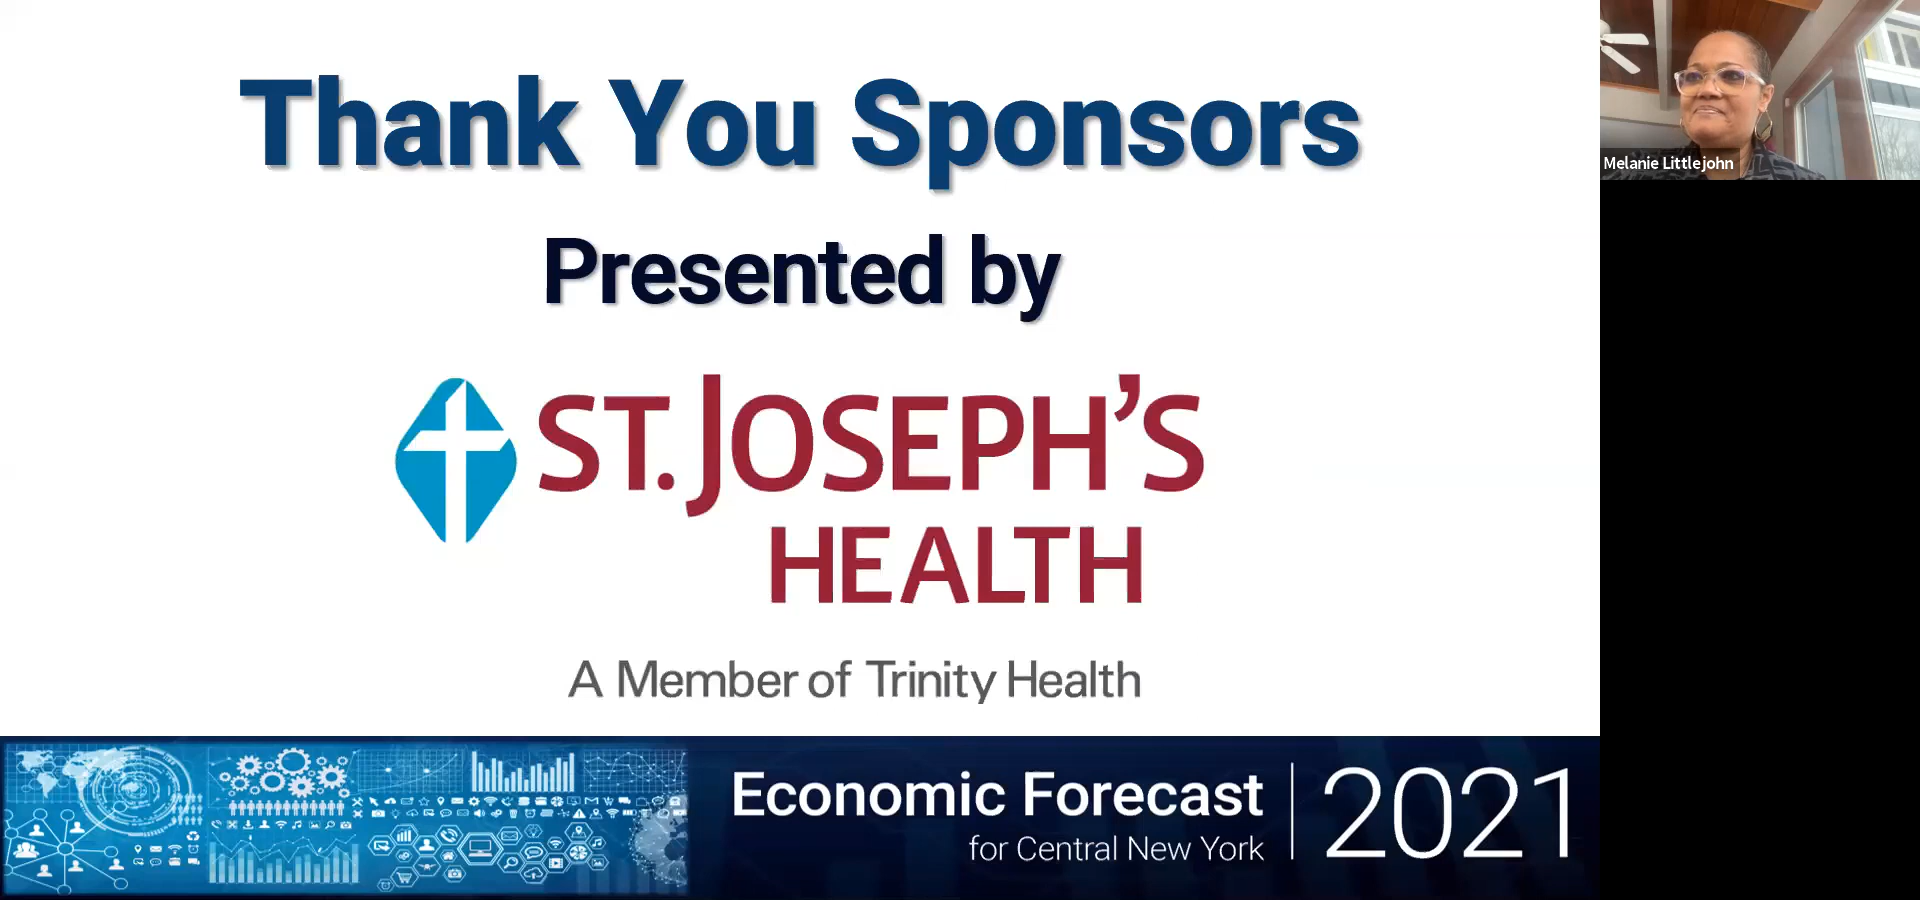 Thank You Sponsors
Presented by
ST. JOSEPH'S
HEALTH
A Member of Trinity Health
Economic Forecast
for Central New York
2021
Melanie Littlejohn